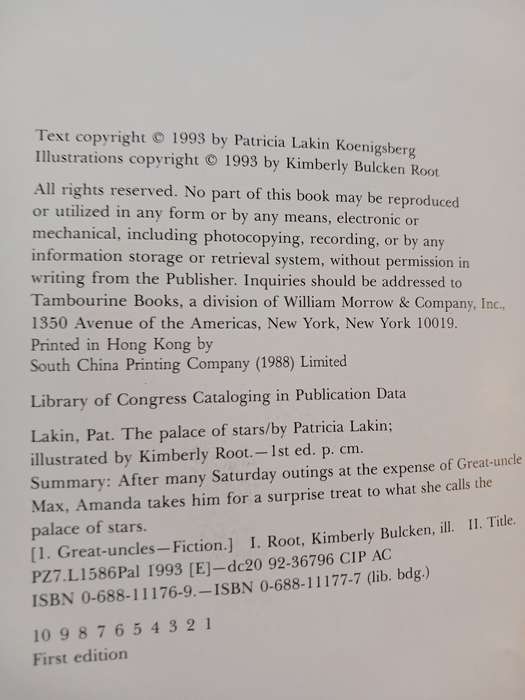 Text copyright © 1993 by Patricia Lakin Koenigsberg
Illustrations copyright © 1993 by Kimberly Bulcken Root
All rights reserved. No part of this book may be reproduced
or utilized in any form or by any means, electronic or
mechanical, including photocopying, recording, or by any
information storage or retrieval system, without permission in
writing from the Publisher. Inquiries should be addressed to
Tambourine Books, a division of William Morrow & Company, Inc.,
1350 Avenue of the Americas, New York, New York 10019.
Printed in Hong Kong by
South China Printing Company (1988) Limited
Library of Congress Cataloging in Publication Data
Lakin, Pat. The palace of stars/by Patricia Lakin;
illustrated by Kimberly Root.—1st ed. p. cm.
Summary: After many Saturday outings at the expense of Great-uncle
Max, Amanda takes him for a surprise treat to what she calls the
palace of stars.
[1. Great-uncles—Fiction.] I. Root, Kimberly Bulcken, ill. II. Title.
PZ7.L1586Pal 1993 [E]—dc20 92-36796 CIP AC
ISBN 0-688-11176-9.—ISBN 0-688-11177-7 (lib. bdg.)
10 9 8 7 6 5 4 3 2 1
First edition